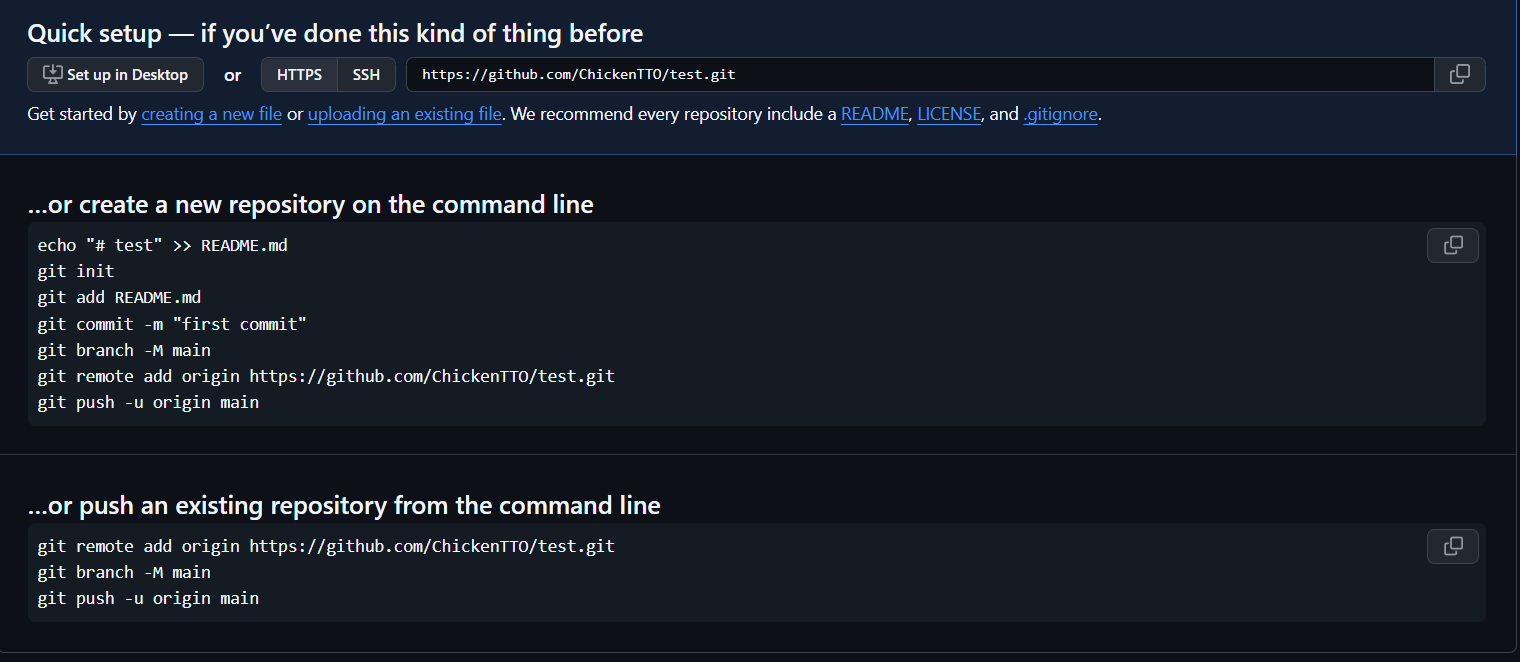 Quick setup — if you’ve done this kind of thing before
Set up in Desktop or HTTPS SSH https://github.com/ChickenTTO/test.git
Get started by creating a new file or uploading an existing file. We recommend every repository include a README, LICENSE, and .gitignore.
…or create a new repository on the command line
echo "# test" >> README.md
git init
git add README.md
git commit -m "first commit"
git branch -M main
git remote add origin https://github.com/ChickenTTO/test.git
git push -u origin main
…or push an existing repository from the command line
git remote add origin https://github.com/ChickenTTO/test.git
git branch -M main
git push -u origin main